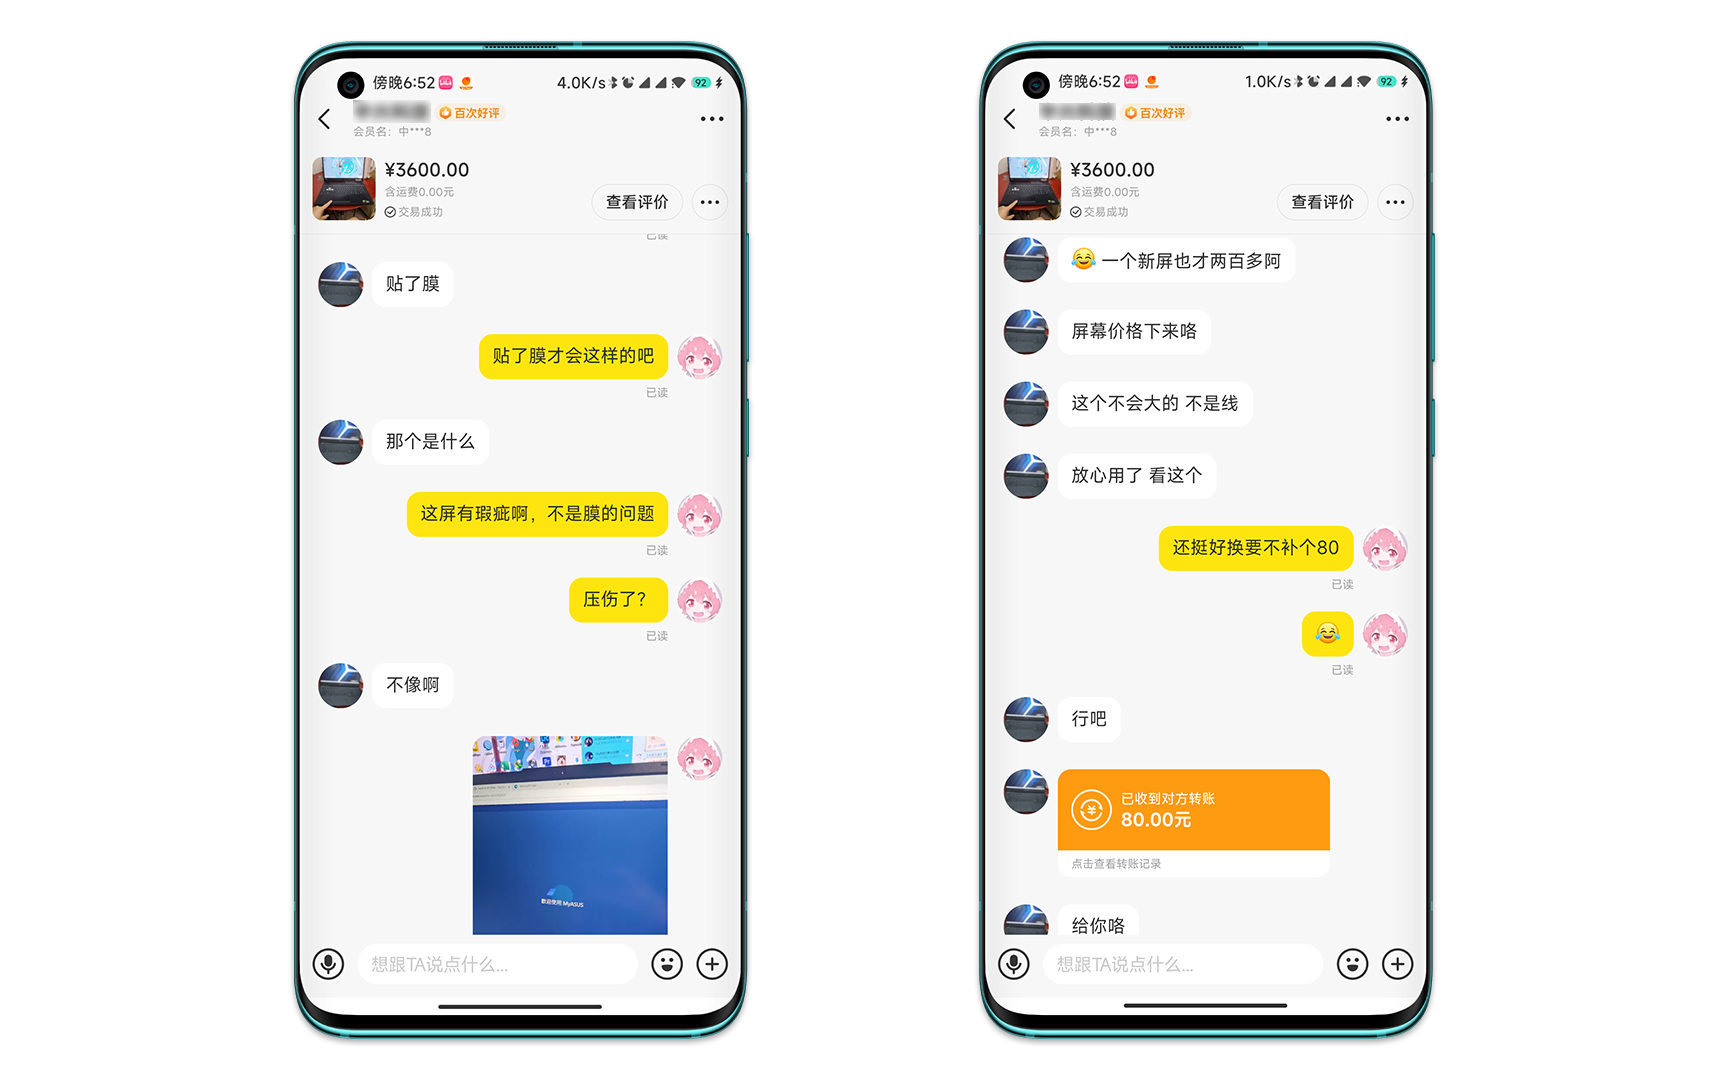 傍晚6:52
4.0K/s
92
百次好评
会员名：中***8
¥3600.00
含运费0.00元
交易成功
查看评价
已读
贴了膜
贴了膜才会这样的吧
已读
那个是什么
这屏有瑕疵啊，不是膜的问题
已读
压伤了？
已读
不像啊
歡迎使用 MyASUS
想跟TA说点什么...
傍晚6:52
1.0K/s
92
百次好评
会员名：中***8
¥3600.00
含运费0.00元
交易成功
查看评价
😂 一个新屏也才两百多阿
屏幕价格下来咯
这个不会大的 不是线
放心用了 看这个
还挺好换要不补个80
已读
😂
已读
行吧
已收到对方转账
80.00元
点击查看转账记录
给你咯
想跟TA说点什么...